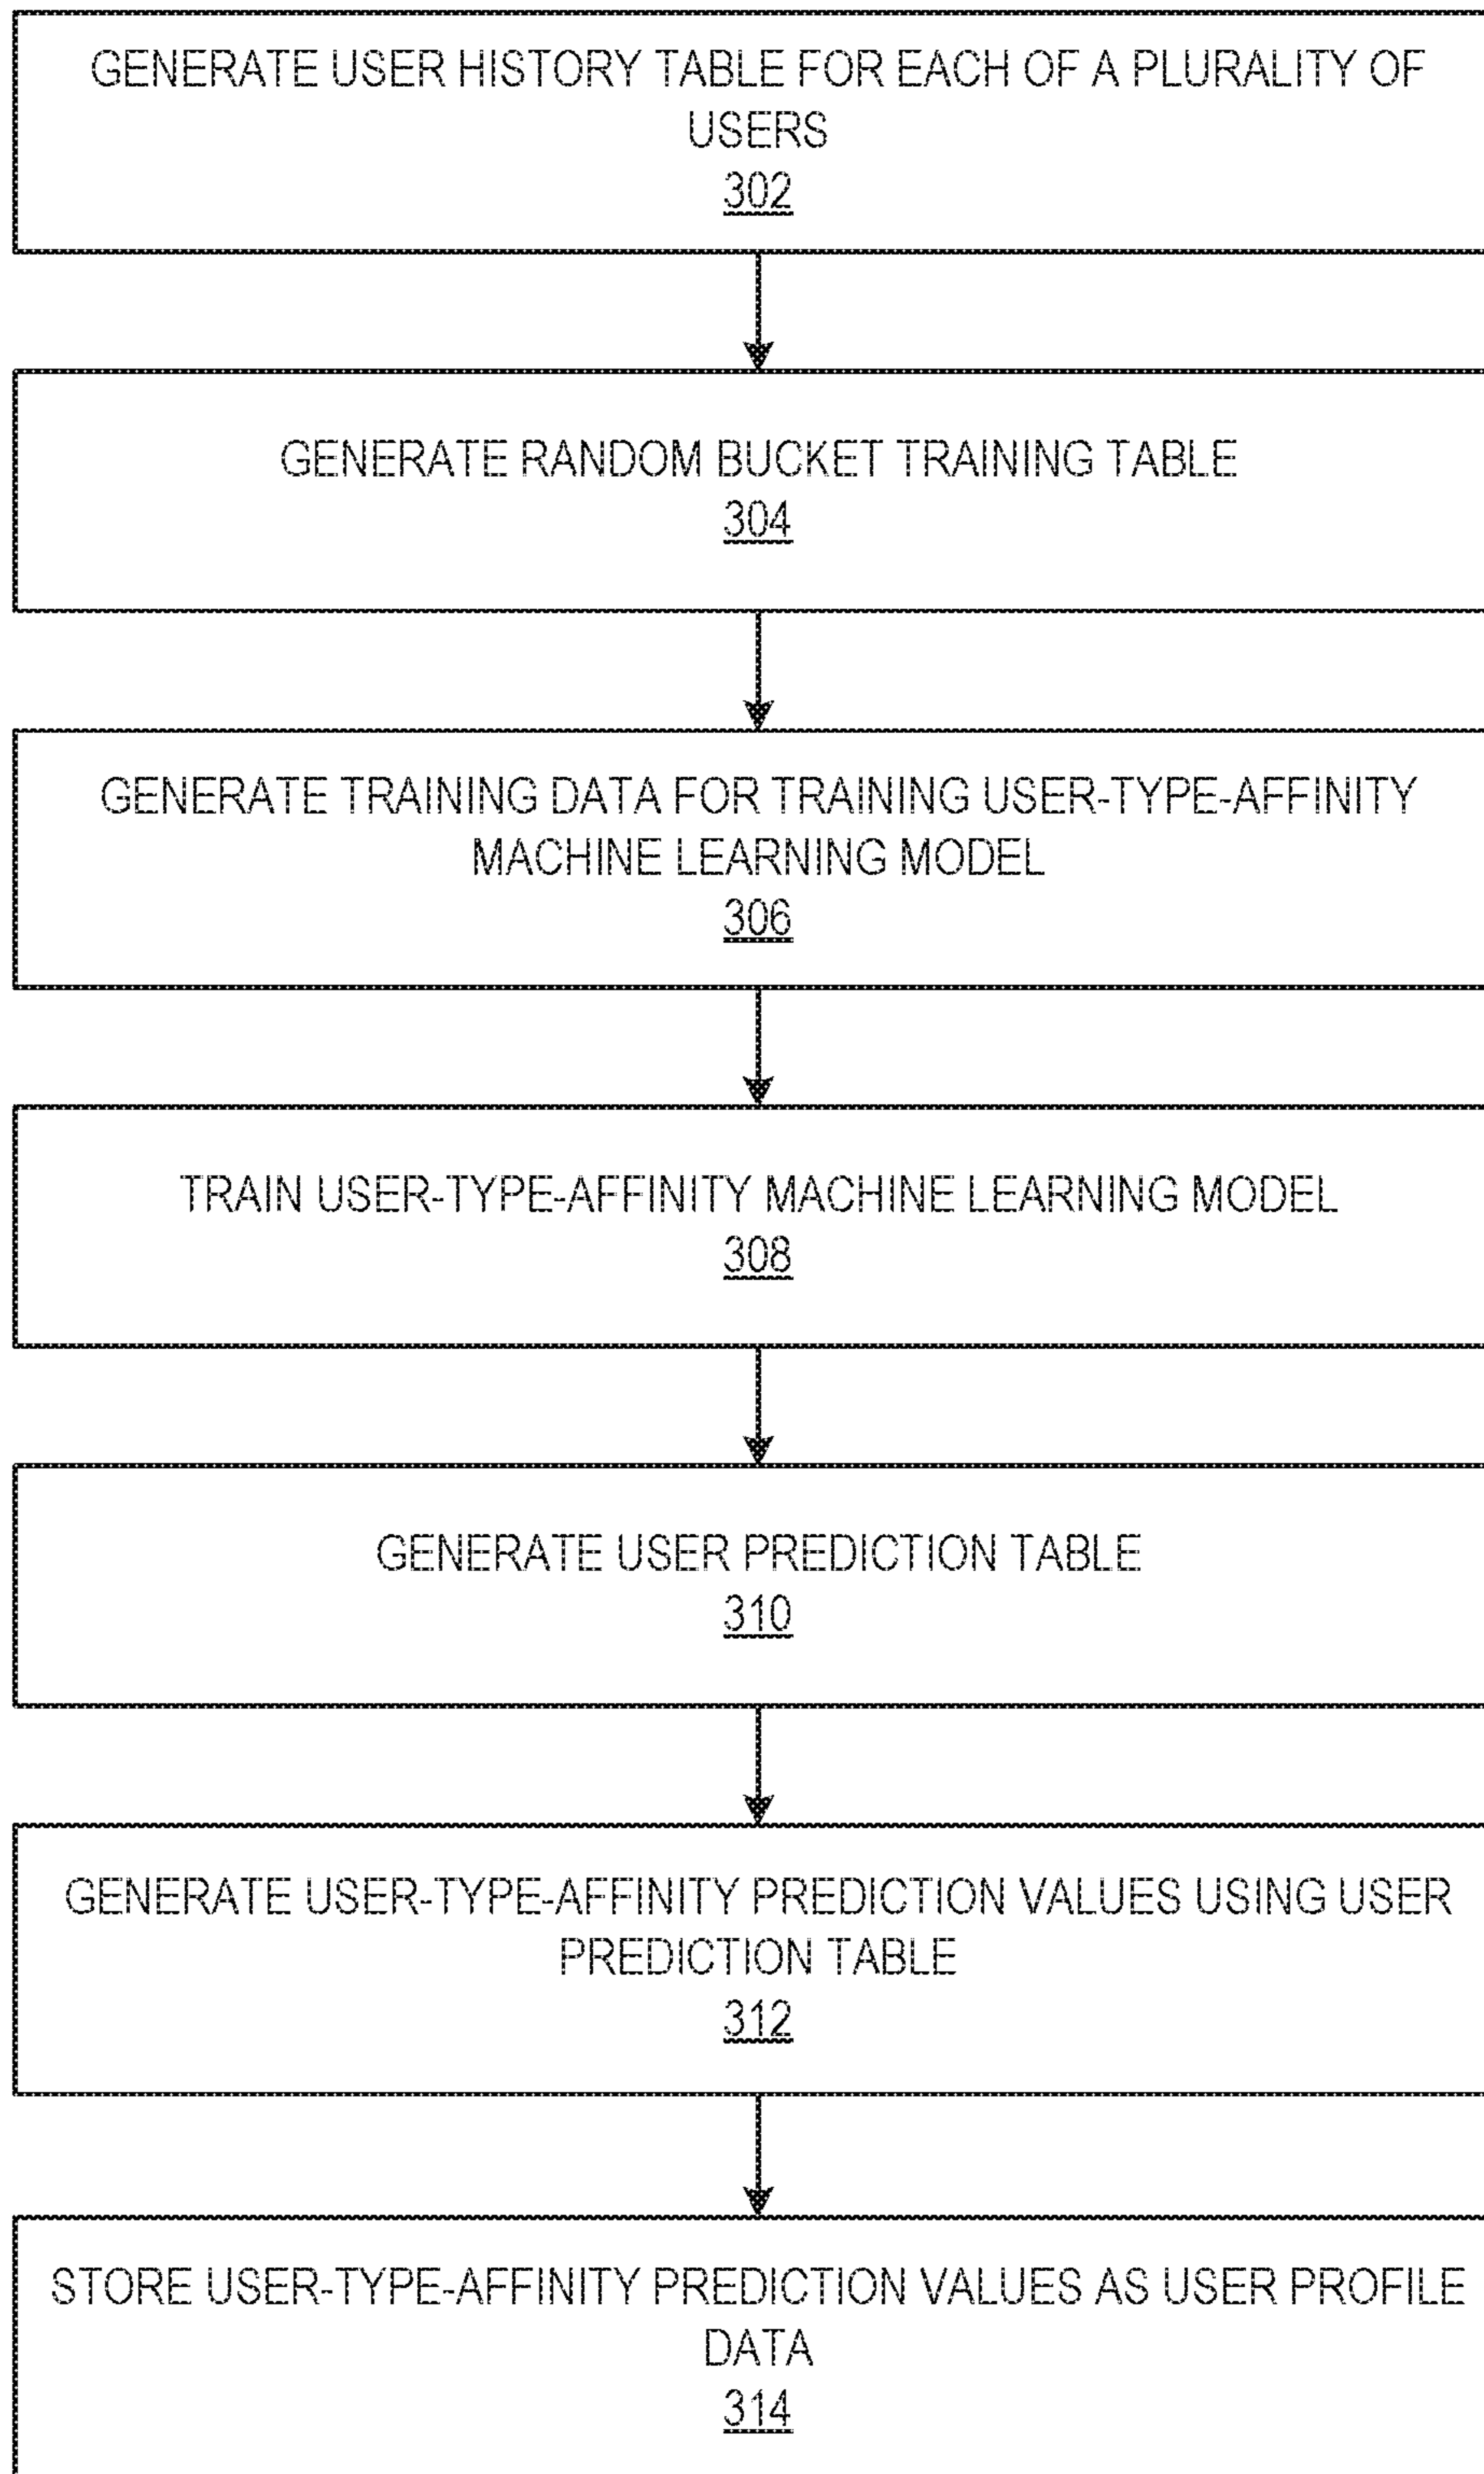 GENERATE USER HISTORY TABLE FOR EACH OF A PLURALITY OF
USERS
302
GENERATE RANDOM BUCKET TRAINING TABLE
304
GENERATE TRAINING DATA FOR TRAINING USER-TYPE-AFFINITY
MACHINE LEARNING MODEL
306
TRAIN USER-TYPE-AFFINITY MACHINE LEARNING MODEL
308
GENERATE USER PREDICTION TABLE
310
GENERATE USER-TYPE-AFFINITY PREDICTION VALUES USING USER
PREDICTION TABLE
312
STORE USER-TYPE-AFFINITY PREDICTION VALUES AS USER PROFILE
DATA
314